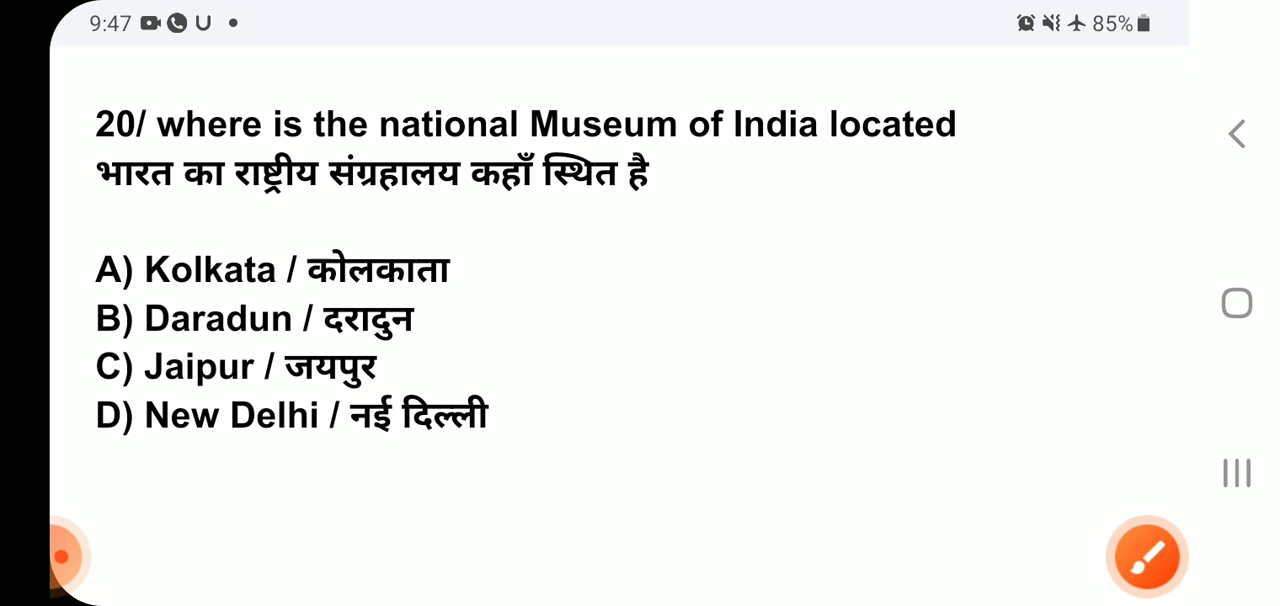 9:47 85%
20/ where is the national Museum of India located
भारत का राष्ट्रीय संग्रहालय कहाँ स्थित है
A) Kolkata / कोलकाता
B) Daradun / दरादुन
C) Jaipur / जयपुर
D) New Delhi / नई दिल्ली